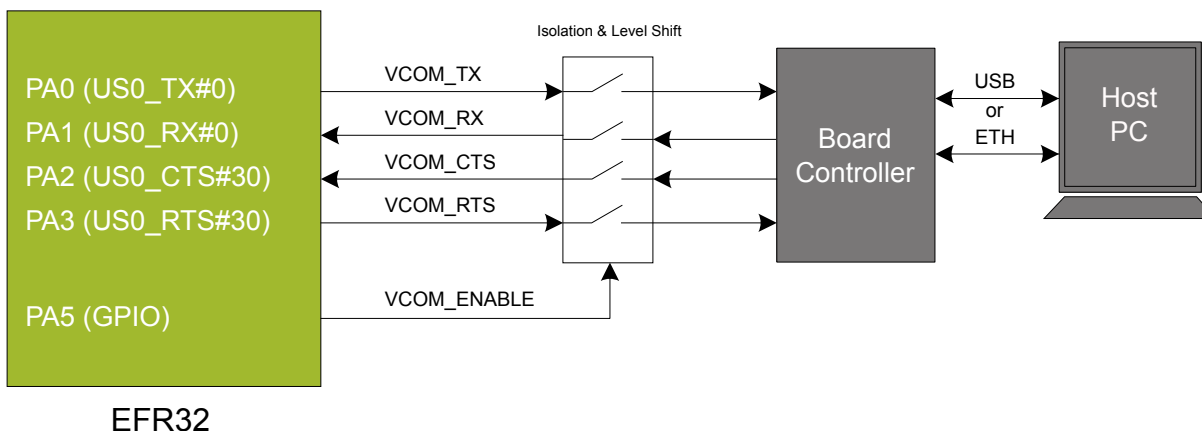 Isolation & Level Shift
PA0 (US0_TX#0)
PA1 (US0_RX#0)
PA2 (US0_CTS#30)
PA3 (US0_RTS#30)
PA5 (GPIO)
VCOM_TX
VCOM_RX
VCOM_CTS
VCOM_RTS
VCOM_ENABLE
Board
Controller
USB
or
ETH
Host
PC
EFR32